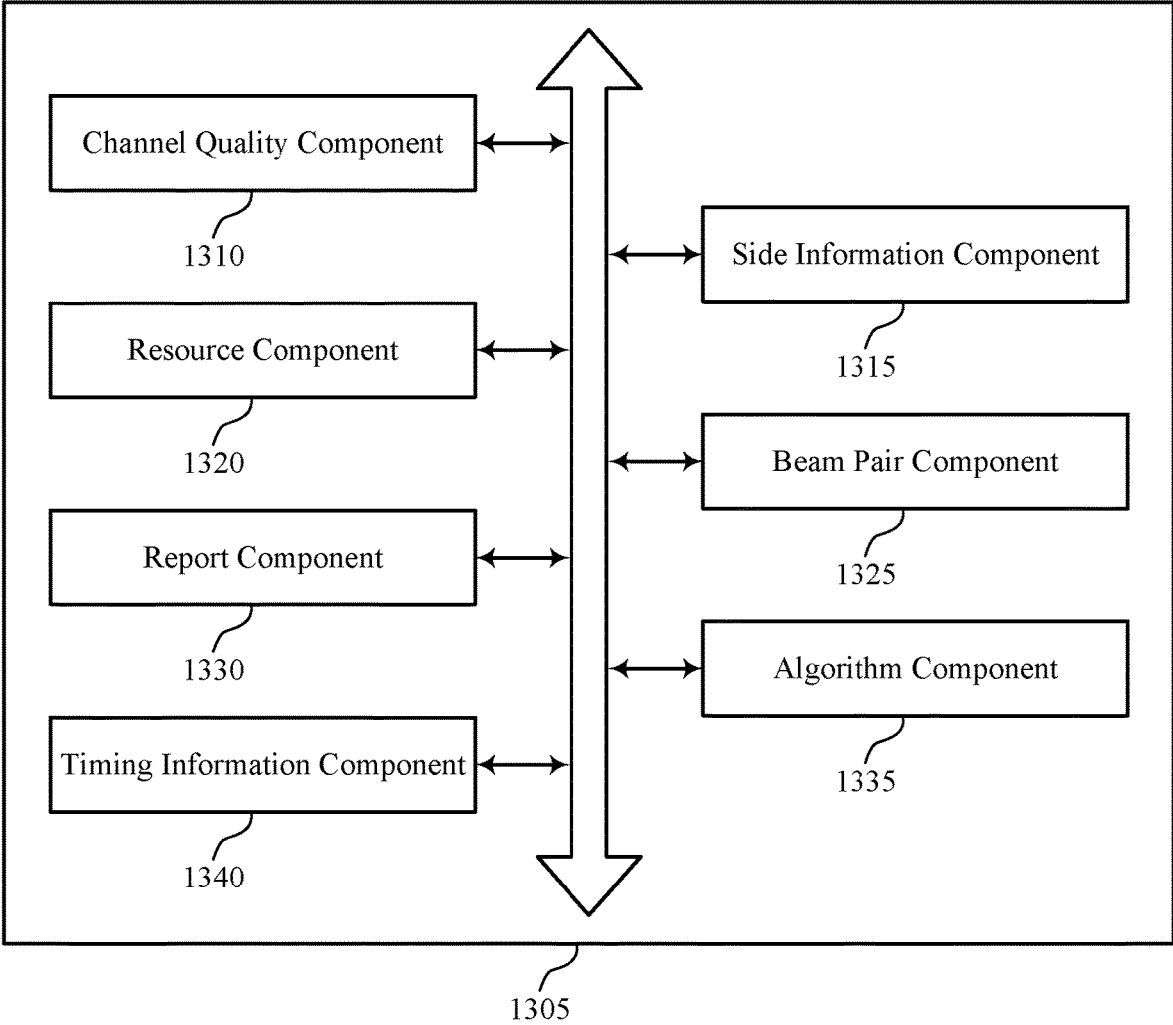 Channel Quality Component
1310
Side Information Component
1315
Resource Component
1320
Beam Pair Component
1325
Report Component
1330
Algorithm Component
1335
Timing Information Component
1340
1305